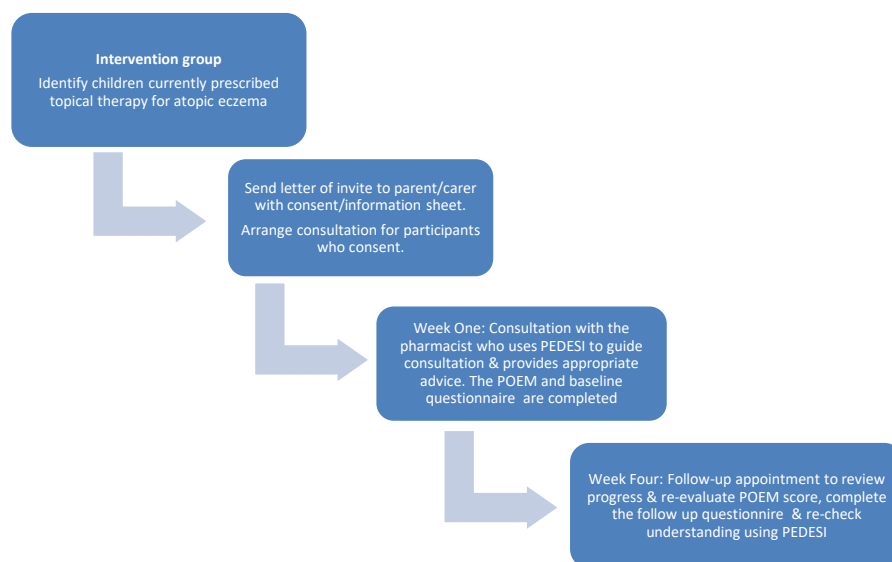 Intervention group
Identify children currently prescribed
topical therapy for atopic eczema
Send letter of invite to parent/carer
with consent/information sheet.
Arrange consultation for participants
who consent.
Week One: Consultation with the
pharmacist who uses PEDESI to guide
consultation & provides appropriate
advice. The POEM and baseline
questionnaire are completed
Week Four: Follow-up appointment to review
progress & re-evaluate POEM score, complete
the follow up questionnire & re-check
understanding using PEDESI